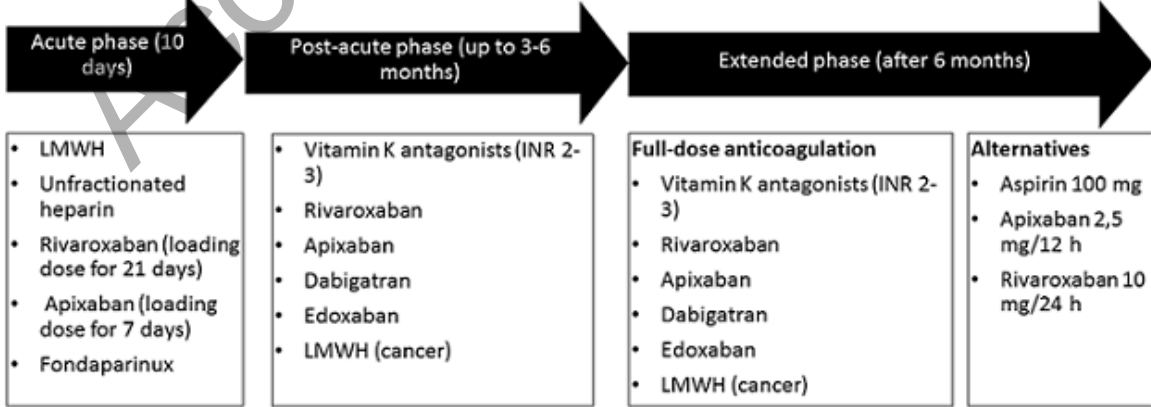 Acute phase (10
days)
Post-acute phase (up to 3-6
months)
Extended phase (after 6 months)
• LMWH
• Unfractionated
heparin
• Rivaroxaban (loading
dose for 21 days)
• Apixaban (loading
dose for 7 days)
• Fondaparinux
• Vitamin K antagonists (INR 2-
3)
• Rivaroxaban
• Apixaban
• Dabigatran
• Edoxaban
• LMWH (cancer)
Full-dose anticoagulation
• Vitamin K antagonists (INR 2-
3)
• Rivaroxaban
• Apixaban
• Dabigatran
• Edoxaban
• LMWH (cancer)
Alternatives
• Aspirin 100 mg
• Apixaban 2,5
mg/12 h
• Rivaroxaban 10
mg/24 h